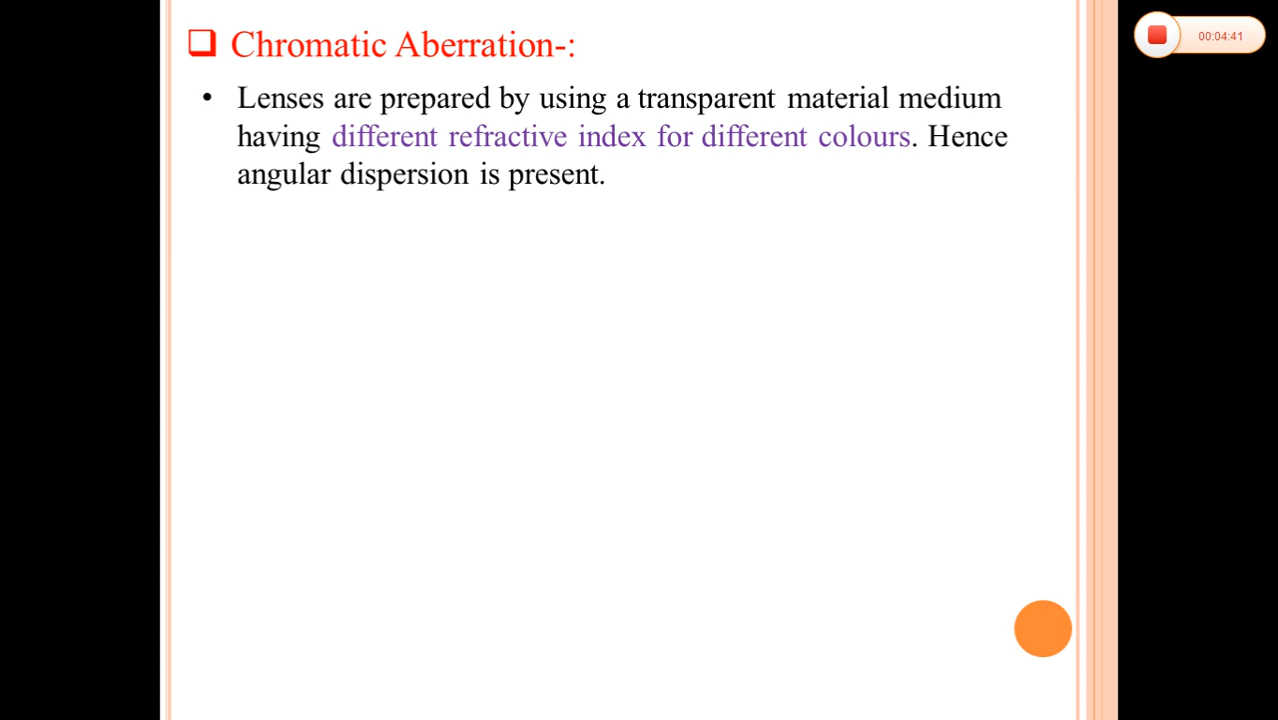 00:04:41
❑ Chromatic Aberration-:
• Lenses are prepared by using a transparent material medium
having different refractive index for different colours. Hence
angular dispersion is present.